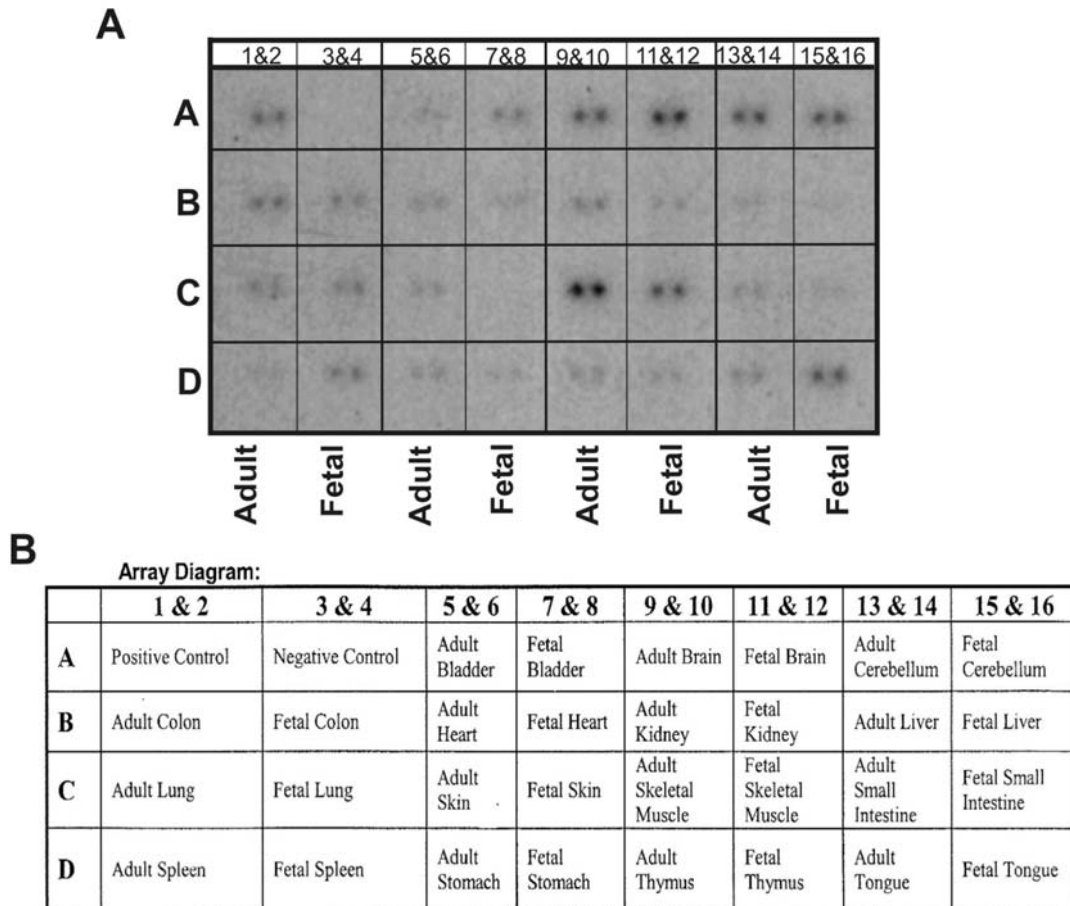 A
1&2 3&4 5&6 7&8 9&10 11&12 13&14 15&16
A
B
C
D
Adult Fetal Adult Fetal Adult Fetal Adult Fetal
B
Array Diagram:
1 & 2 3 & 4 5 & 6 7 & 8 9 & 10 11 & 12 13 & 14 15 & 16
A Positive Control Negative Control Adult Bladder Fetal Bladder Adult Brain Fetal Brain Adult Cerebellum Fetal Cerebellum
B Adult Colon Fetal Colon Adult Heart Fetal Heart Adult Kidney Fetal Kidney Adult Liver Fetal Liver
C Adult Lung Fetal Lung Adult Skin Fetal Skin Adult Skeletal Muscle Fetal Skeletal Muscle Adult Small Intestine Fetal Small Intestine
D Adult Spleen Fetal Spleen Adult Stomach Fetal Stomach Adult Thymus Fetal Thymus Adult Tongue Fetal Tongue